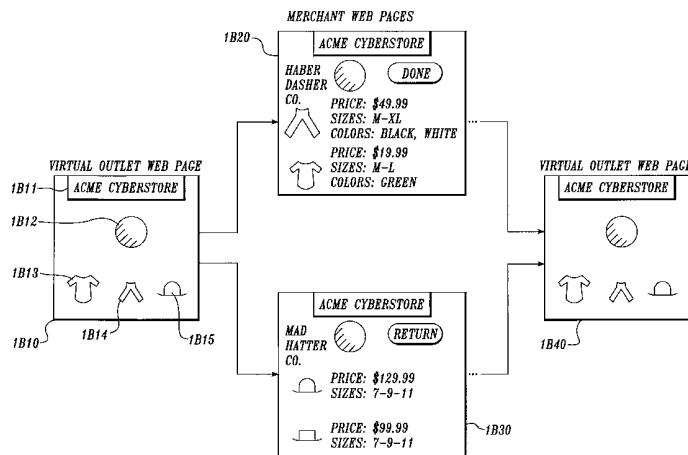 MERCHANT WEB PAGES
1B20
ACME CYBERSTORE
HABER
DASHER
CO.
DONE
PRICE: $49.99
SIZES: M-XL
COLORS: BLACK, WHITE
PRICE: $19.99
SIZES: M-L
COLORS: GREEN
VIRTUAL OUTLET WEB PAGE
1B11
ACME CYBERSTORE
1B12
1B13
1B10
1B14
1B15
ACME CYBERSTORE
MAD
HATTER
CO.
RETURN
PRICE: $129.99
SIZES: 7-9-11
PRICE: $99.99
SIZES: 7-9-11
1B30
VIRTUAL OUTLET WEB PAGE
ACME CYBERSTORE
1B40